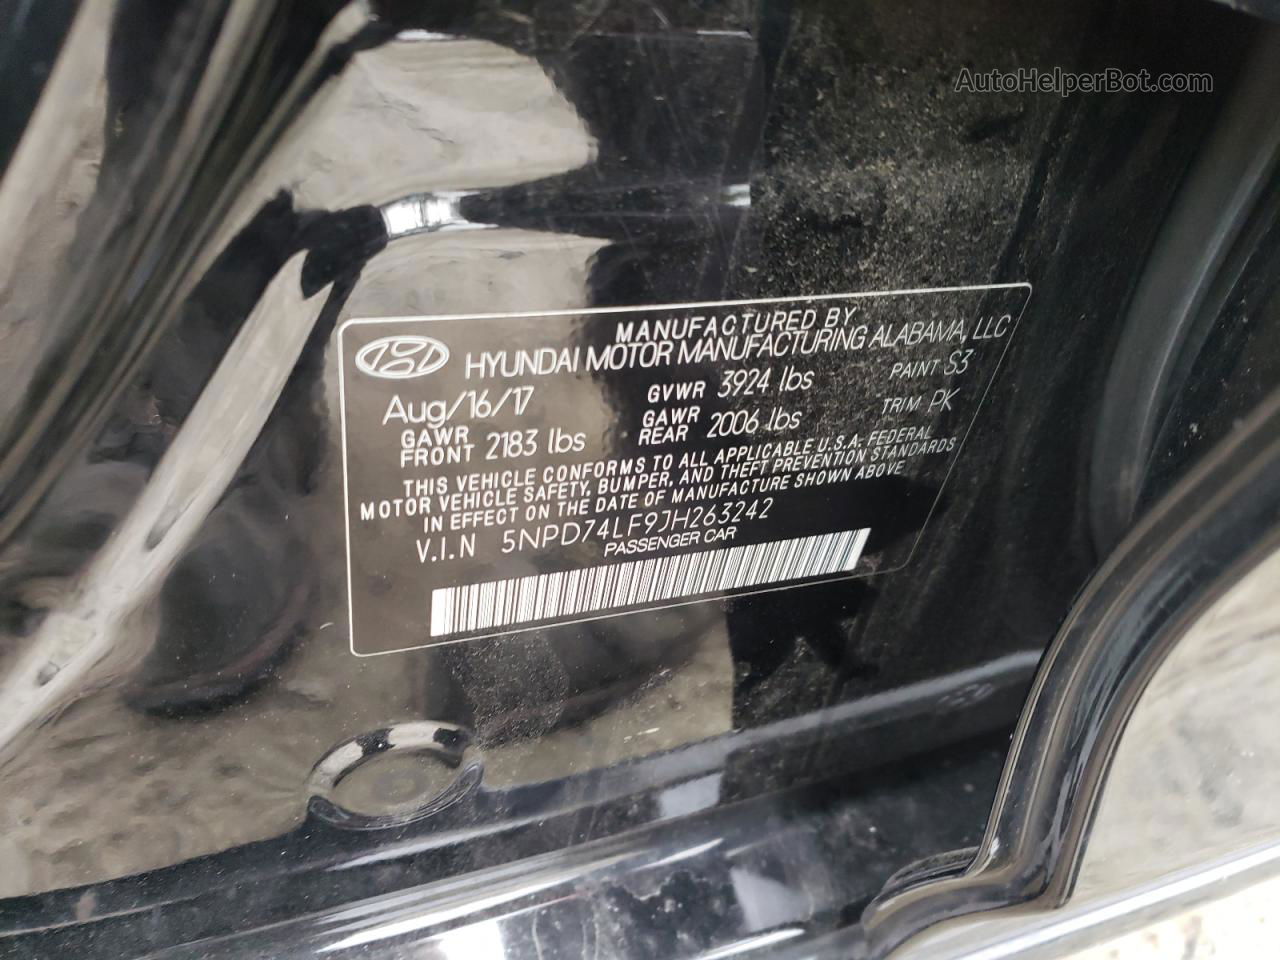 AutoHelperBot.com
MANUFACTURED BY
HYUNDAI MOTOR MANUFACTURING ALABAMA, LLC
Aug/16/17 GVWR 3924 lbs PAINT S3
GAWR FRONT 2183 lbs GAWR REAR 2006 lbs TRIM PK
THIS VEHICLE CONFORMS TO ALL APPLICABLE U.S.A. FEDERAL
MOTOR VEHICLE SAFETY, BUMPER, AND THEFT PREVENTION STANDARDS
IN EFFECT ON THE DATE OF MANUFACTURE SHOWN ABOVE
V.I.N 5NPD74LF9JH263242
PASSENGER CAR